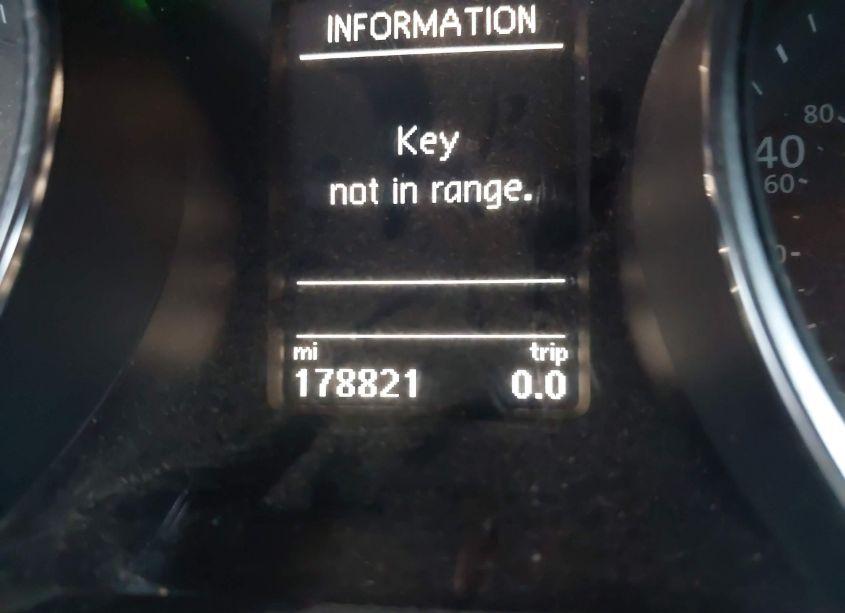 INFORMATION
Key
not in range.
mi trip
178821 0.0
80
40
60